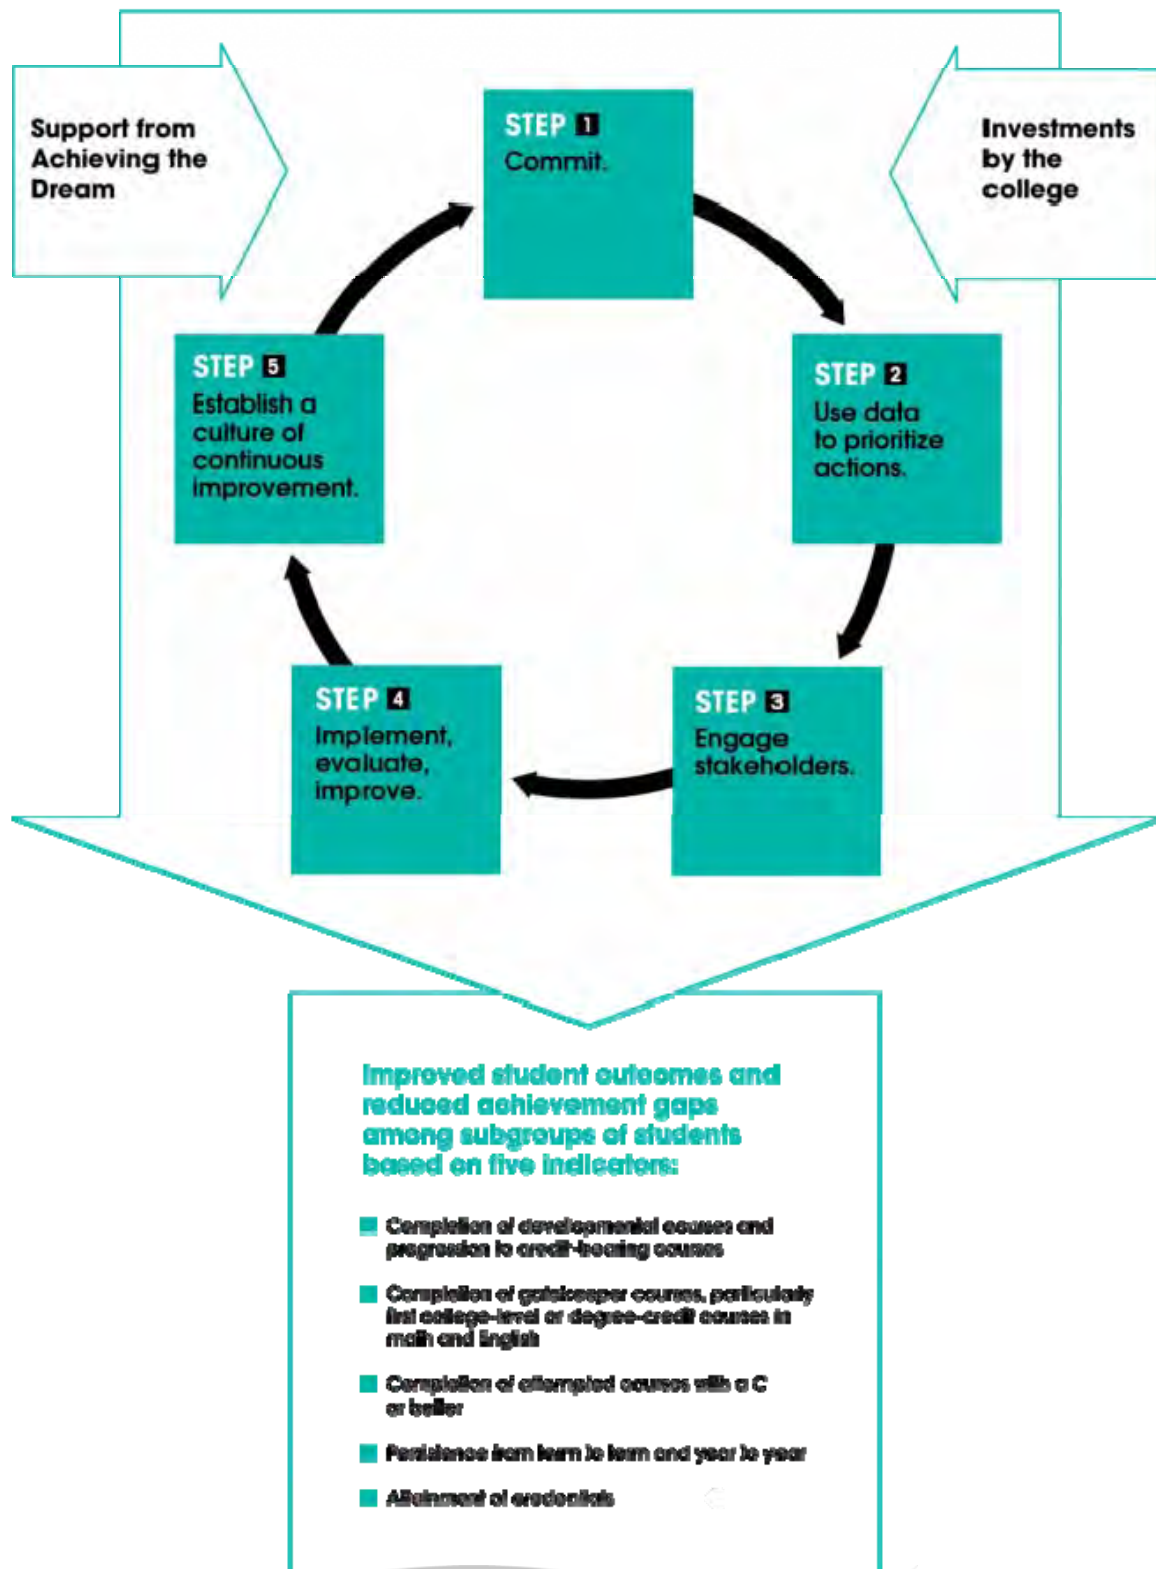 Support from
Achieving the
Dream
Investments
by the
college
STEP 1
Commit.
STEP 2
Use data
to prioritize
actions.
STEP 3
Engage
stakeholders.
STEP 4
Implement,
evaluate,
improve.
STEP 5
Establish a
culture of
continuous
improvement.
Improved student outcomes and
reduced achievement gaps
among subgroups of students
based on five indicators:
Completion of developmental courses and
progression to credit-bearing courses
Completion of gatekeeper courses, particularly
first college-level or degree-credit courses in
math and English
Completion of attempted courses with a C
or better
Persistence from term to term and year to year
Attainment of credentials